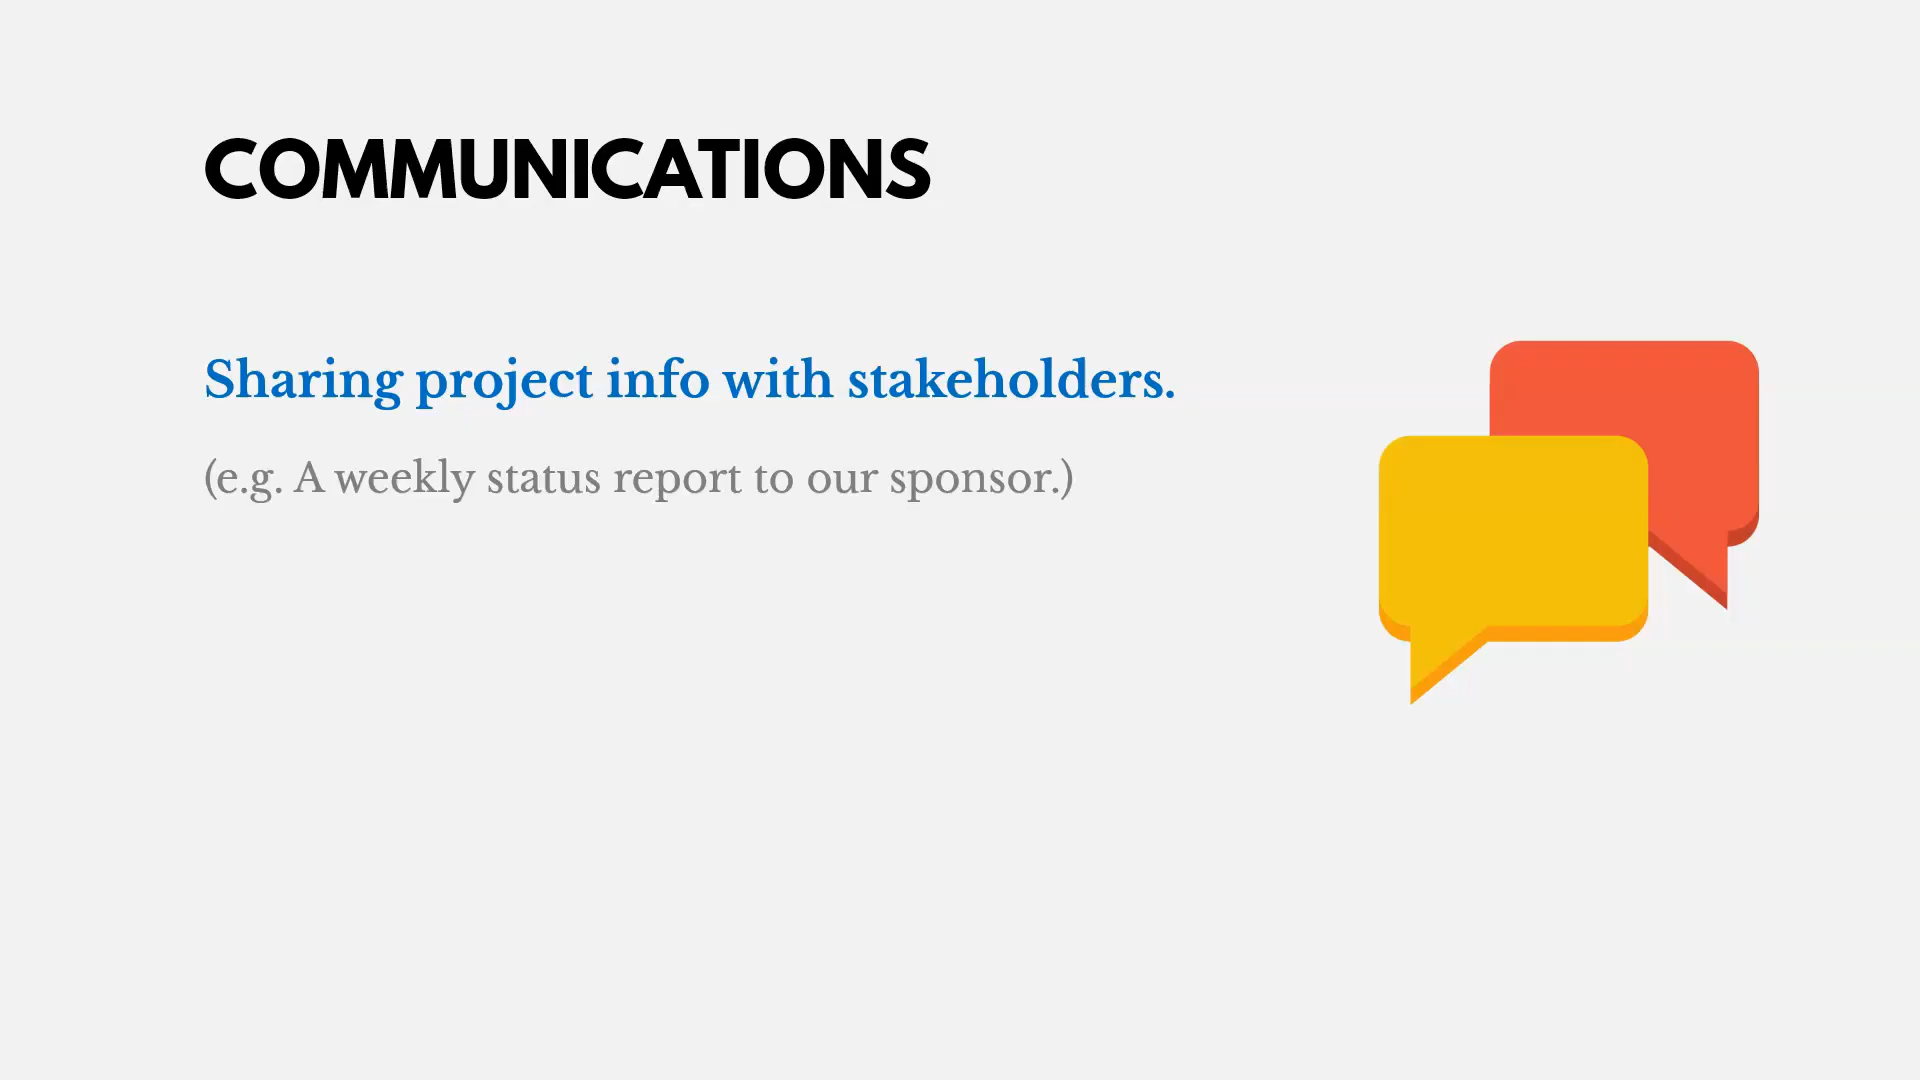 COMMUNICATIONS
Sharing project info with stakeholders.
(e.g. A weekly status report to our sponsor.)